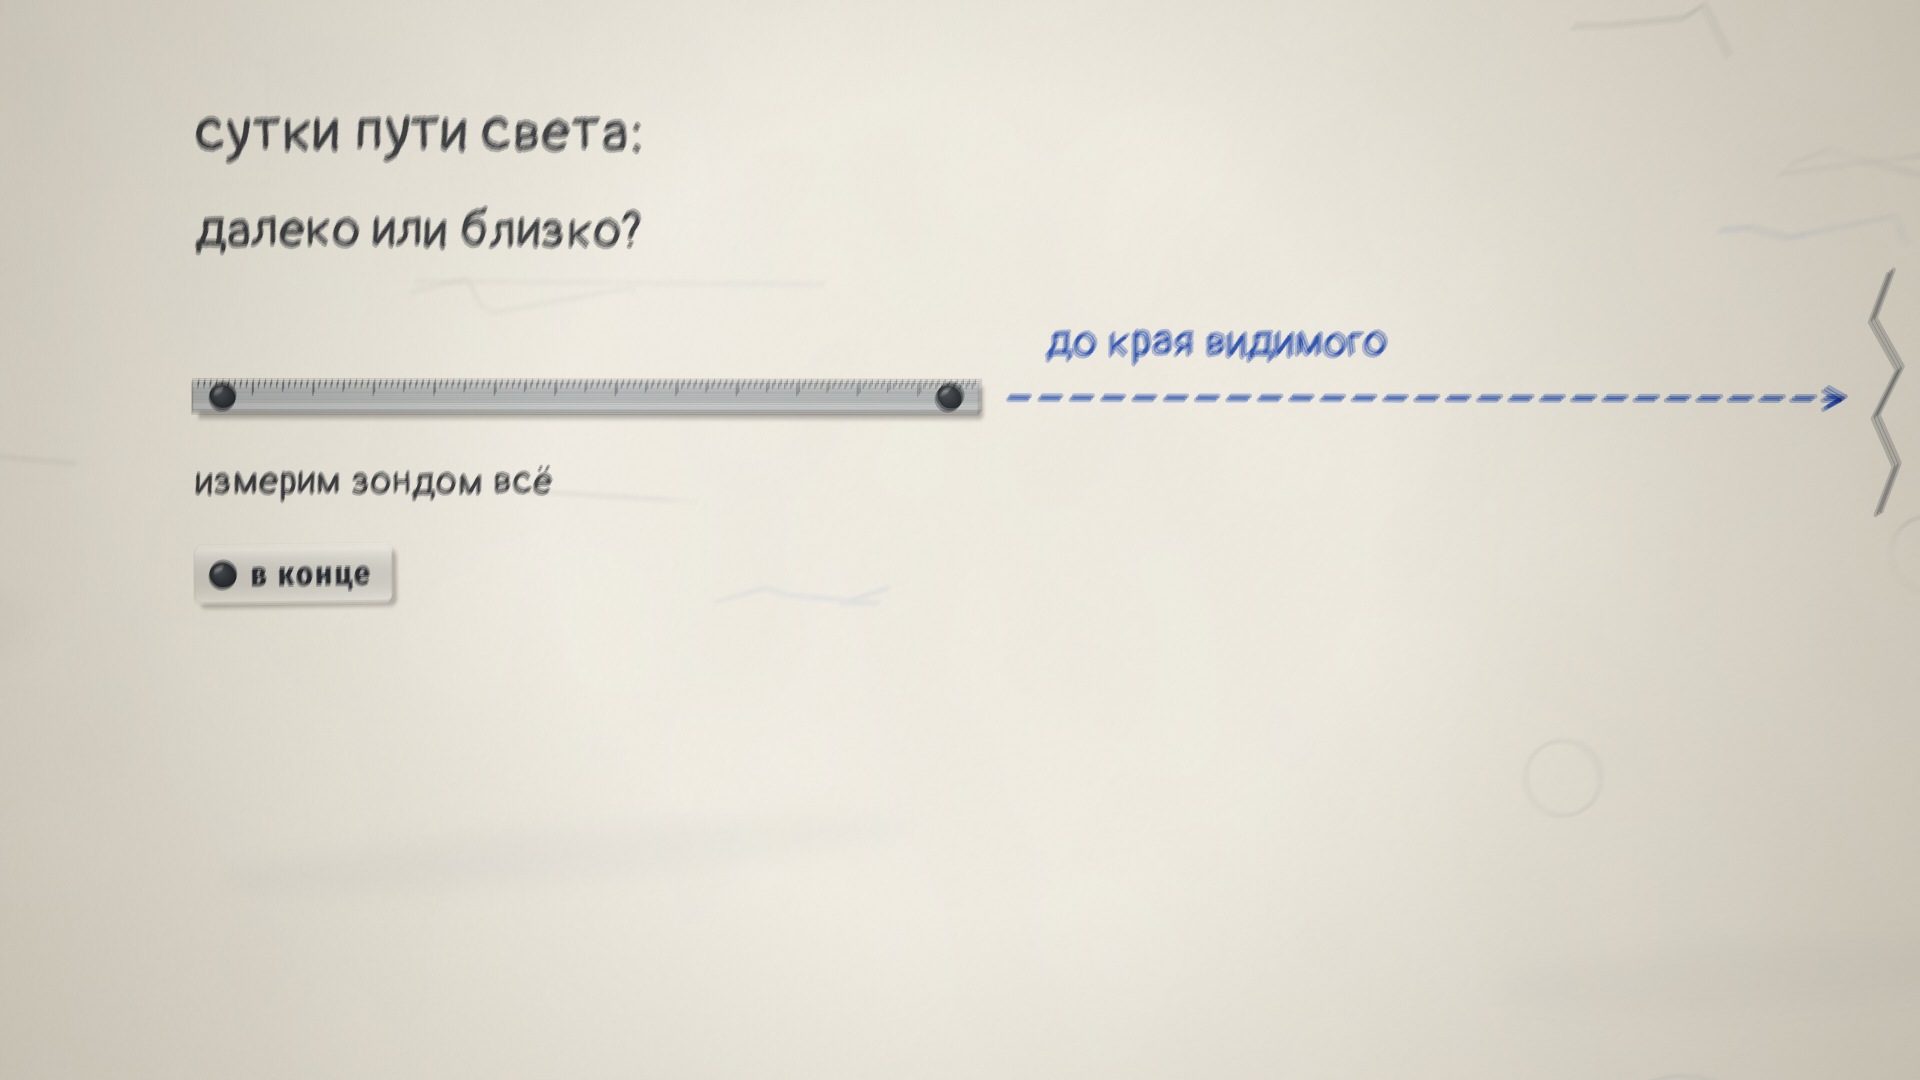 сутки пути света:
далеко или близко?
до края видимого
измерим зондом всё
в конце